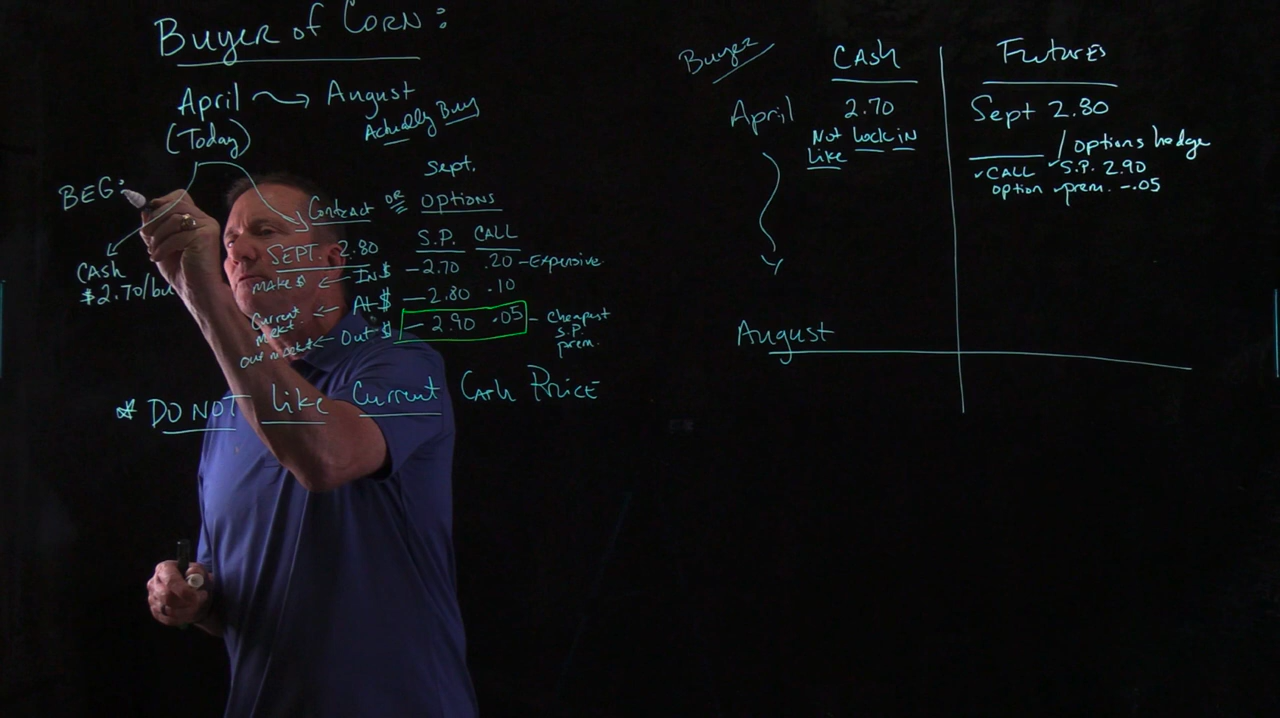 Buyer of Corn:
April → August
(Today)
Actually Buy
BEG:
Sept.
Contract OR Options
SEPT. 2.80
S.P. CALL
Cash
$2.70/bu
Make $ ← In $ - 2.70 .20 - Expensive
Current ← At $ - 2.80 .10
Out $ - 2.90 .05 - Cheapest
S.P.
prem.
* DO NOT Like Current Cash Price
Buyer
Cash Futures
April 2.70 Sept 2.80
Not Lock in
Like
/ options hedge
✓CALL ✓S.P. 2.90
option ✓prem. -.05
August